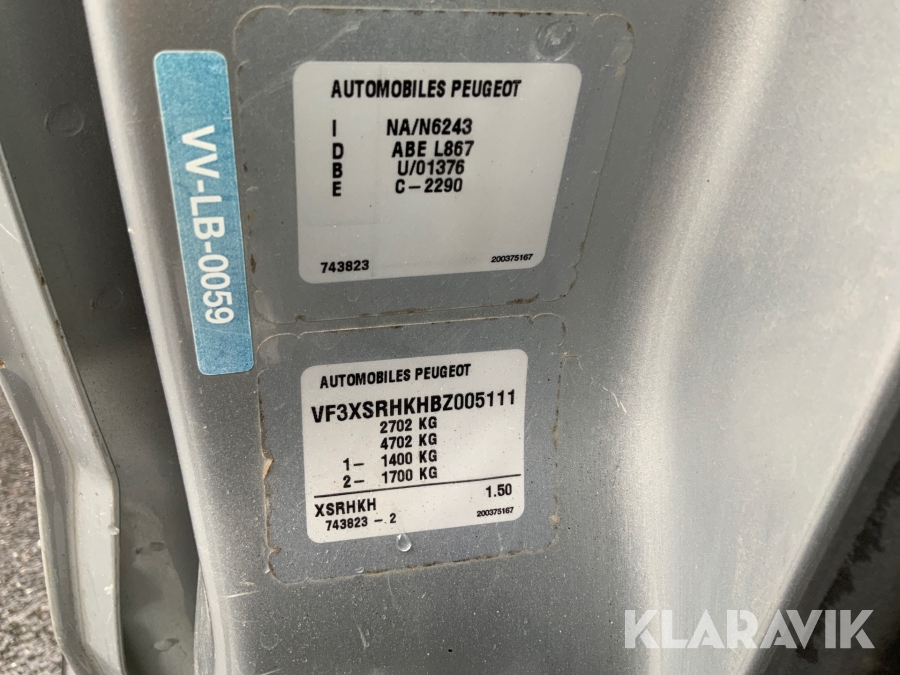 VV-LB-0059
AUTOMOBILES PEUGEOT
I NA/N6243
D ABE L867
B U/01376
E C-2290
743823 200375167
AUTOMOBILES PEUGEOT
VF3XSRHKHBZ005111
2702 KG
4702 KG
1- 1400 KG
2- 1700 KG
XSRHKH 1.50
743823 - 2 200375167
KLARAVIK